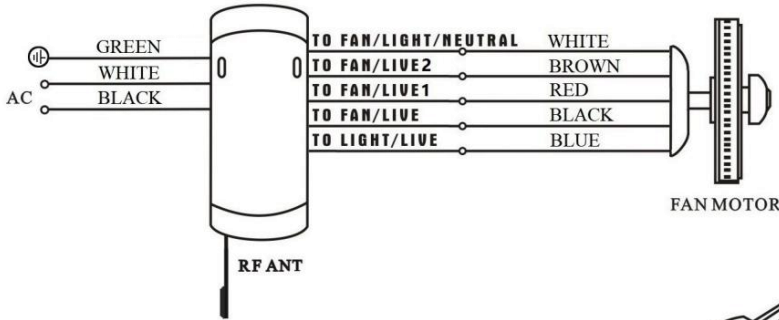 GREEN
WHITE
AC
BLACK
TO FAN/LIGHT/NEUTRAL WHITE
TO FAN/LIVE2 BROWN
TO FAN/LIVE1 RED
TO FAN/LIVE BLACK
TO LIGHT/LIVE BLUE
FAN MOTOR
RF ANT